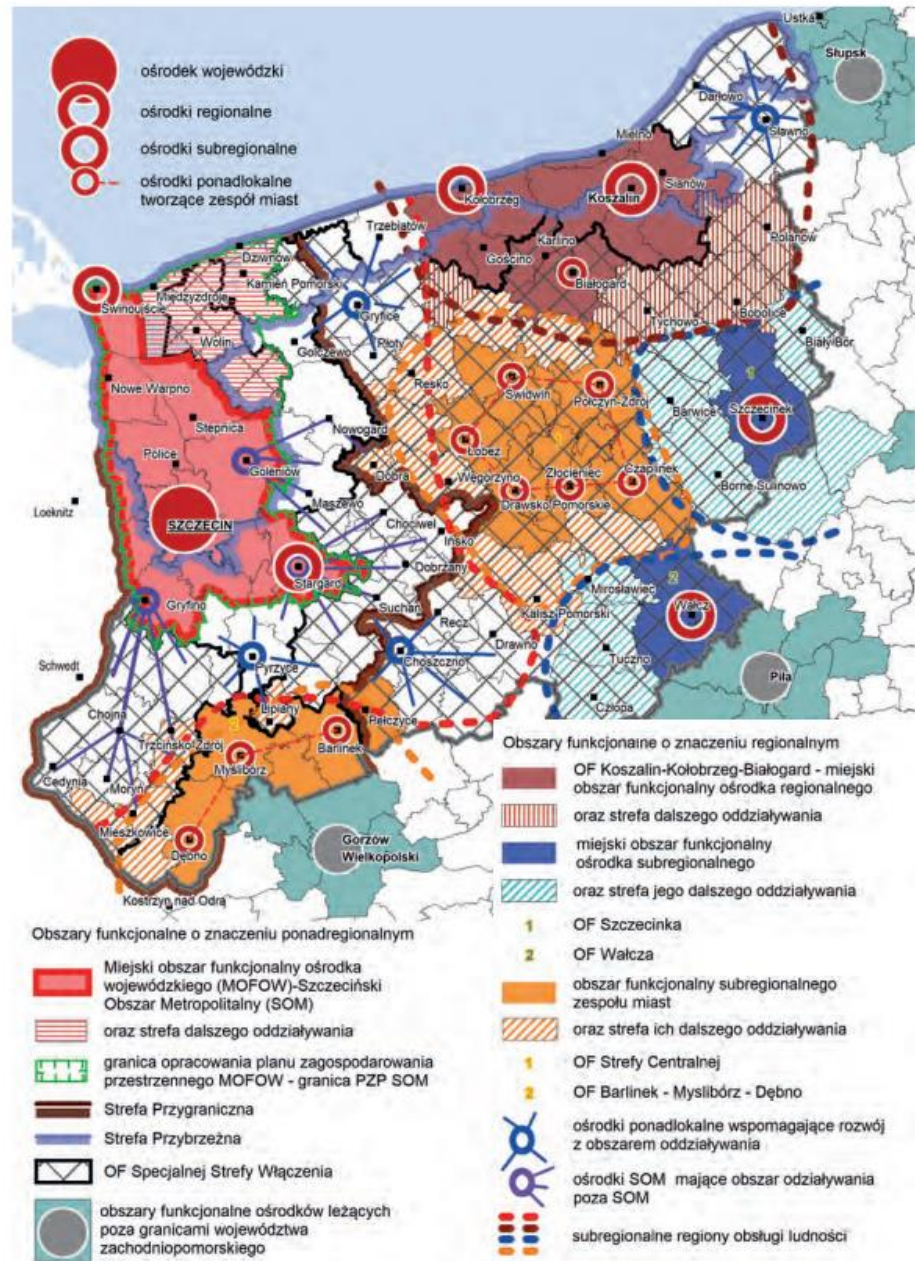 ośrodek wojewódzki
ośrodki regionalne
ośrodki subregionalne
ośrodki ponadlokalne
tworzące zespół miast
Ustka
Słupsk
Darłowo
Sławno
Mielno
Sianów
Koszalin
Kołobrzeg
Trzebiatów
Dziwnów
Kamień Pomorski
Karlino
Gościno
Białogard
Polanów
Świnoujście
Międzyzdroje
Wolin
Gryfice
Golczewo
Płoty
Tychowo
Bobolice
Biały Bór
Nowe Warpno
Resko
Świdwin
Połczyn-Zdrój
1
Barwice
Szczecinek
Stepnica
Nowogard
Police
Goleniów
Łobez
1
Dobra
Węgorzyno
Złocieniec
Czaplinek
Borne Sulinowo
Drawsko Pomorskie
Loeknitz
SZCZECIN
Maszewo
Chociwel
Ińsko
Stargard
Dobrzany
Suchań
Mirosławiec
2
Kalisz Pomorski
Wałcz
Gryfino
Recz
Drawno
Tuczno
Schwedt
Pyrzyce
Choszczno
Piła
Człopa
Chojna
Lipiany
Pełczyce
Trzcińsko Zdrój
2
Barlinek
Cedynia
Moryń
Myślibórz
Mieszkowice
Dębno
Gorzów
Wielkopolski
Kostrzyn nad Odrą
Obszary funkcjonalne o znaczeniu regionalnym
OF Koszalin-Kołobrzeg-Białogard - miejski
obszar funkcjonalny ośrodka regionalnego
oraz strefa dalszego oddziaływania
miejski obszar funkcjonalny
ośrodka subregionalnego
oraz strefa jego dalszego oddziaływania
1 OF Szczecinka
2 OF Wałcza
obszar funkcjonalny subregionalnego
zespołu miast
oraz strefa ich dalszego oddziaływania
1 OF Strefy Centralnej
2 OF Barlinek - Myslibórz - Dębno
ośrodki ponadlokalne wspomagające rozwój
z obszarem oddziaływania
ośrodki SOM mające obszar odziaływania
poza SOM
subregionalne regiony obsługi ludności
Obszary funkcjonalne o znaczeniu ponadregionalnym
Miejski obszar funkcjonalny ośrodka
wojewódzkiego (MOFOW)-Szczeciński
Obszar Metropolitalny (SOM)
oraz strefa dalszego oddziaływania
granica opracowania planu zagospodarowania
przestrzennego MOFOW - granica PZP SOM
Strefa Przygraniczna
Strefa Przybrzeżna
OF Specjalnej Strefy Włączenia
obszary funkcjonalne ośrodków leżących
poza granicami województwa
zachodniopomorskiego